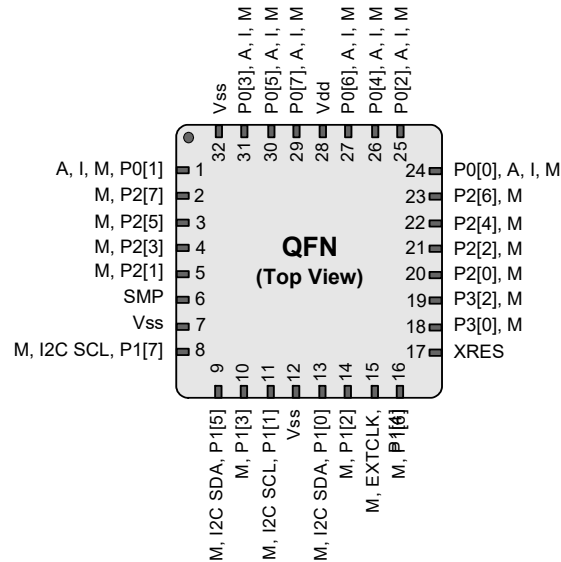 Vss
P0[3], A, I, M
P0[5], A, I, M
P0[7], A, I, M
Vdd
P0[6], A, I, M
P0[4], A, I, M
P0[2], A, I, M
32
31
30
29
28
27
26
25
A, I, M, P0[1] 1
M, P2[7] 2
M, P2[5] 3
M, P2[3] 4
M, P2[1] 5
SMP 6
Vss 7
M, I2C SCL, P1[7] 8
QFN
(Top View)
24 P0[0], A, I, M
23 P2[6], M
22 P2[4], M
21 P2[2], M
20 P2[0], M
19 P3[2], M
18 P3[0], M
17 XRES
9
10
11
12
13
14
15
16
M, I2C SDA, P1[5]
M, P1[3]
M, I2C SCL, P1[1]
Vss
M, I2C SDA, P1[0]
M, P1[2]
M, EXTCLK,
P1[4]
M, P1[6]